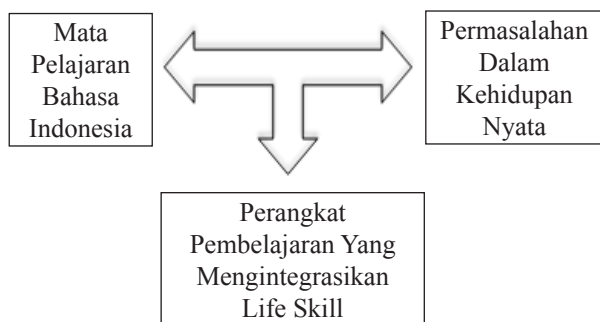 Mata
Pelajaran
Bahasa
Indonesia
Permasalahan
Dalam
Kehidupan
Nyata
Perangkat
Pembelajaran Yang
Mengintegrasikan
Life Skill